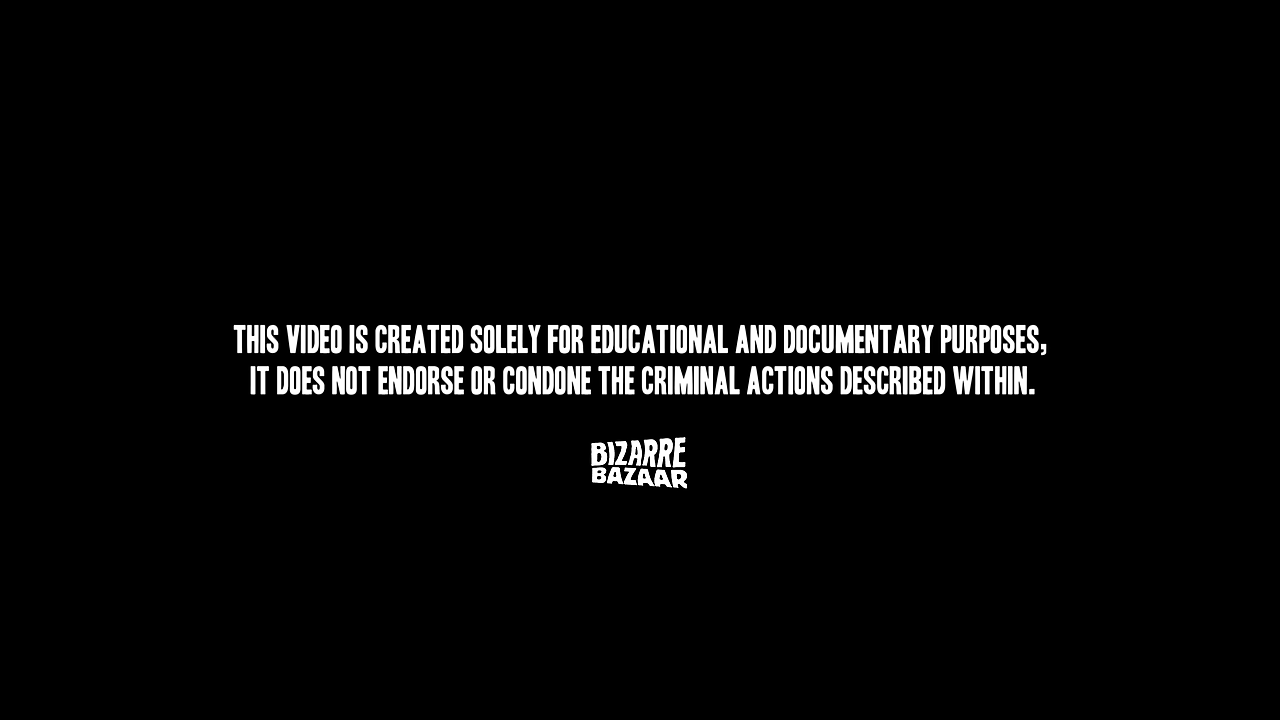 THIS VIDEO IS CREATED SOLELY FOR EDUCATIONAL AND DOCUMENTARY PURPOSES,
IT DOES NOT ENDORSE OR CONDONE THE CRIMINAL ACTIONS DESCRIBED WITHIN.
BIZARRE
BAZAAR